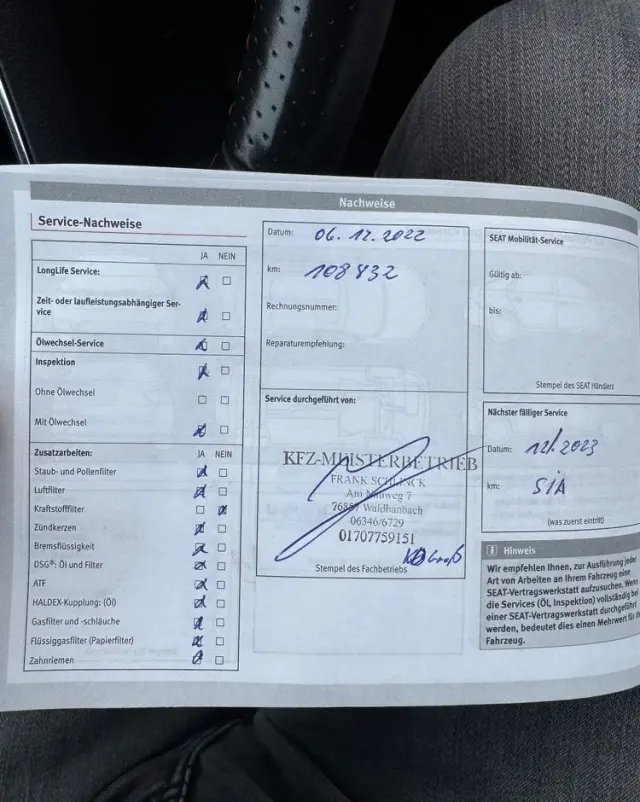 Nachweise
Service-Nachweise
JA NEIN
LongLife Service:
Zeit- oder laufleistungsabhängiger Ser-
vice
Ölwechsel-Service
Inspektion
Ohne Ölwechsel
Mit Ölwechsel
Zusatzarbeiten: JA NEIN
Staub- und Pollenfilter
Luftfilter
Kraftstofffilter
Zündkerzen
Bremsflüssigkeit
DSG®: Öl und Filter
ATF
HALDEX-Kupplung: (Öl)
Gasfilter und -schläuche
Flüssiggasfilter (Papierfilter)
Zahnriemen
Datum: 06.12.2022
km: 108832
Rechnungsnummer:
Reparaturempfehlung:
Service durchgeführt von:
KFZ-MEISTERBETRIEB
FRANK SCHLINCK
Am
7
Waldhambach
06346/6729
01707759151
Stempel des Fachbetriebs
SEAT Mobilität-Service
Gültig ab:
bis:
Stempel des SEAT Händlers
Nächster fälliger Service
Datum: 12/2023
km:
(was zuerst eintritt)
i Hinweis
Wir empfehlen Ihnen, zur Ausführung jeder
Art von Arbeiten an Ihrem Fahrzeug eine
SEAT-Vertragswerkstatt aufzusuchen. Wenn
die Services (Öl, Inspektion) vollständig bei
einer SEAT-Vertragswerkstatt durchgeführt
werden, bedeutet dies einen Mehrwert für Ihr
Fahrzeug.